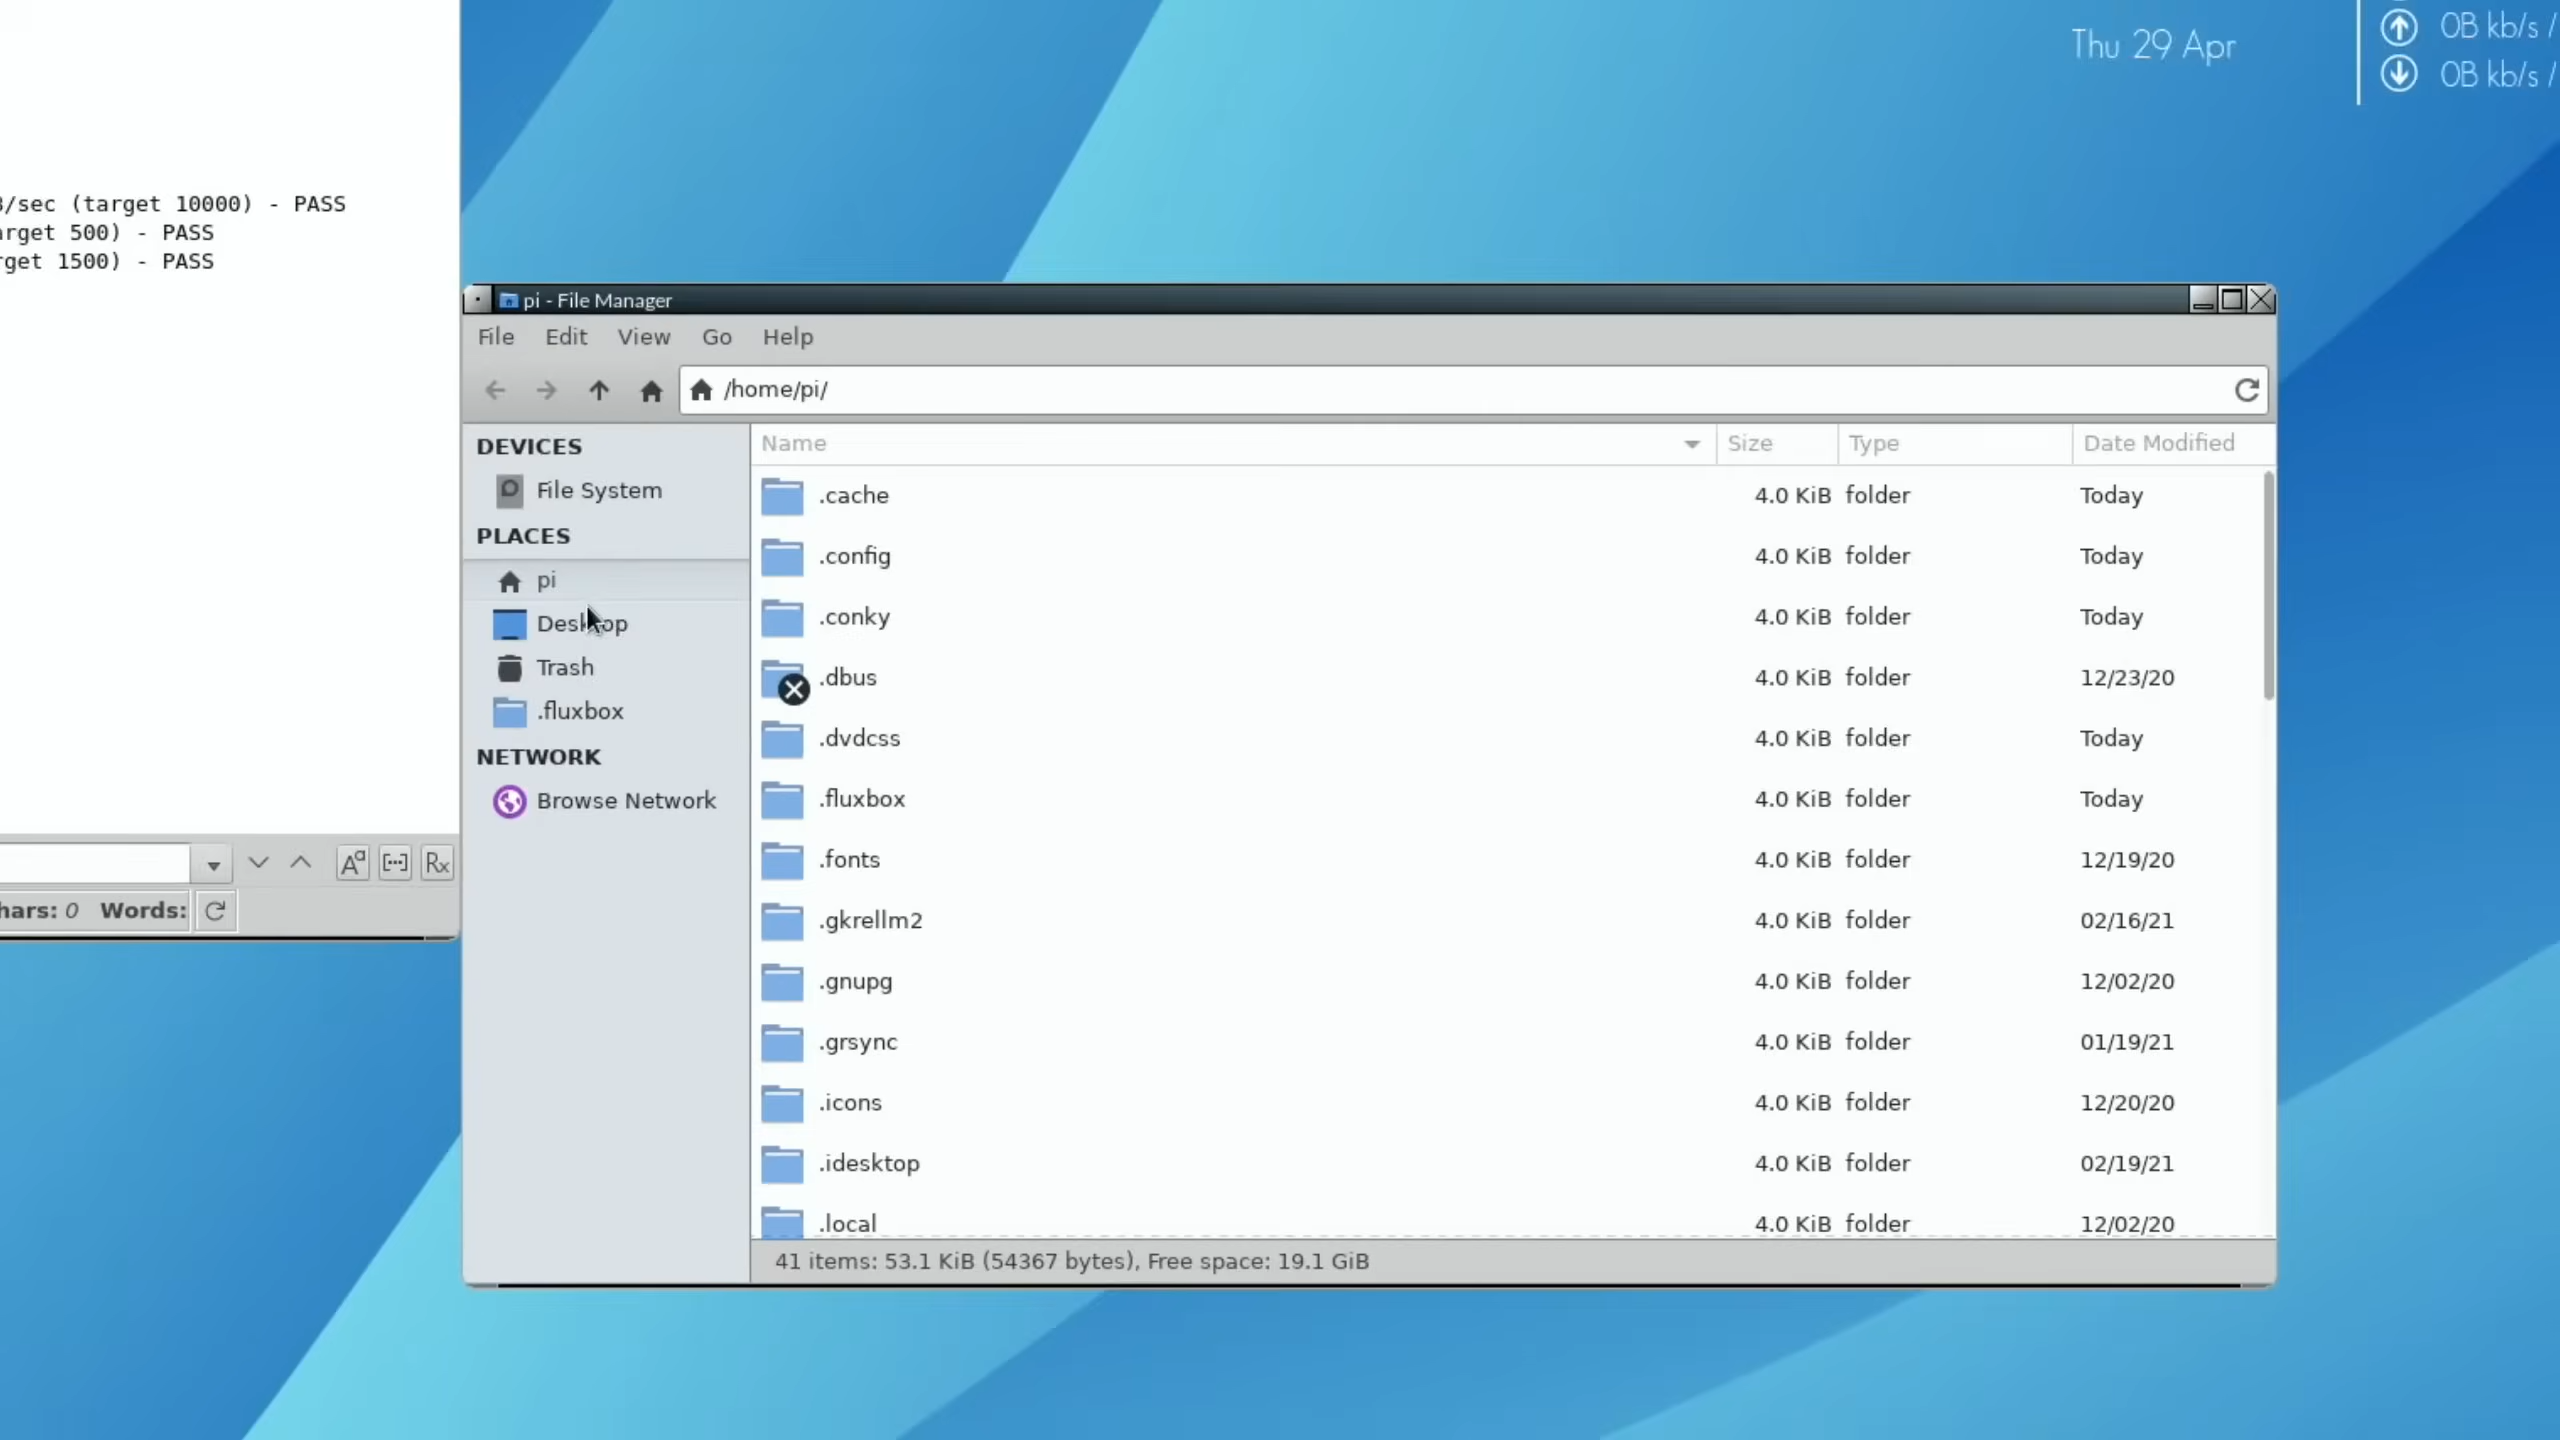 /sec (target 10000) - PASS
500) - PASS
1500) - PASS
Words:
Thu 29 Apr
0B kb/s /
0B kb/s /
pi - File Manager
File Edit View Go Help
/home/pi/
DEVICES
File System
PLACES
pi
Desktop
Trash
.fluxbox
NETWORK
Browse Network
Name Size Type Date Modified
.cache 4.0 KiB folder Today
.config 4.0 KiB folder Today
.conky 4.0 KiB folder Today
.dbus 4.0 KiB folder 12/23/20
.dvdcss 4.0 KiB folder Today
.fluxbox 4.0 KiB folder Today
.fonts 4.0 KiB folder 12/19/20
.gkrellm2 4.0 KiB folder 02/16/21
.gnupg 4.0 KiB folder 12/02/20
.grsync 4.0 KiB folder 01/19/21
.icons 4.0 KiB folder 12/20/20
.idesktop 4.0 KiB folder 02/19/21
.local 4.0 KiB folder 12/02/20
41 items: 53.1 KiB (54367 bytes), Free space: 19.1 GiB